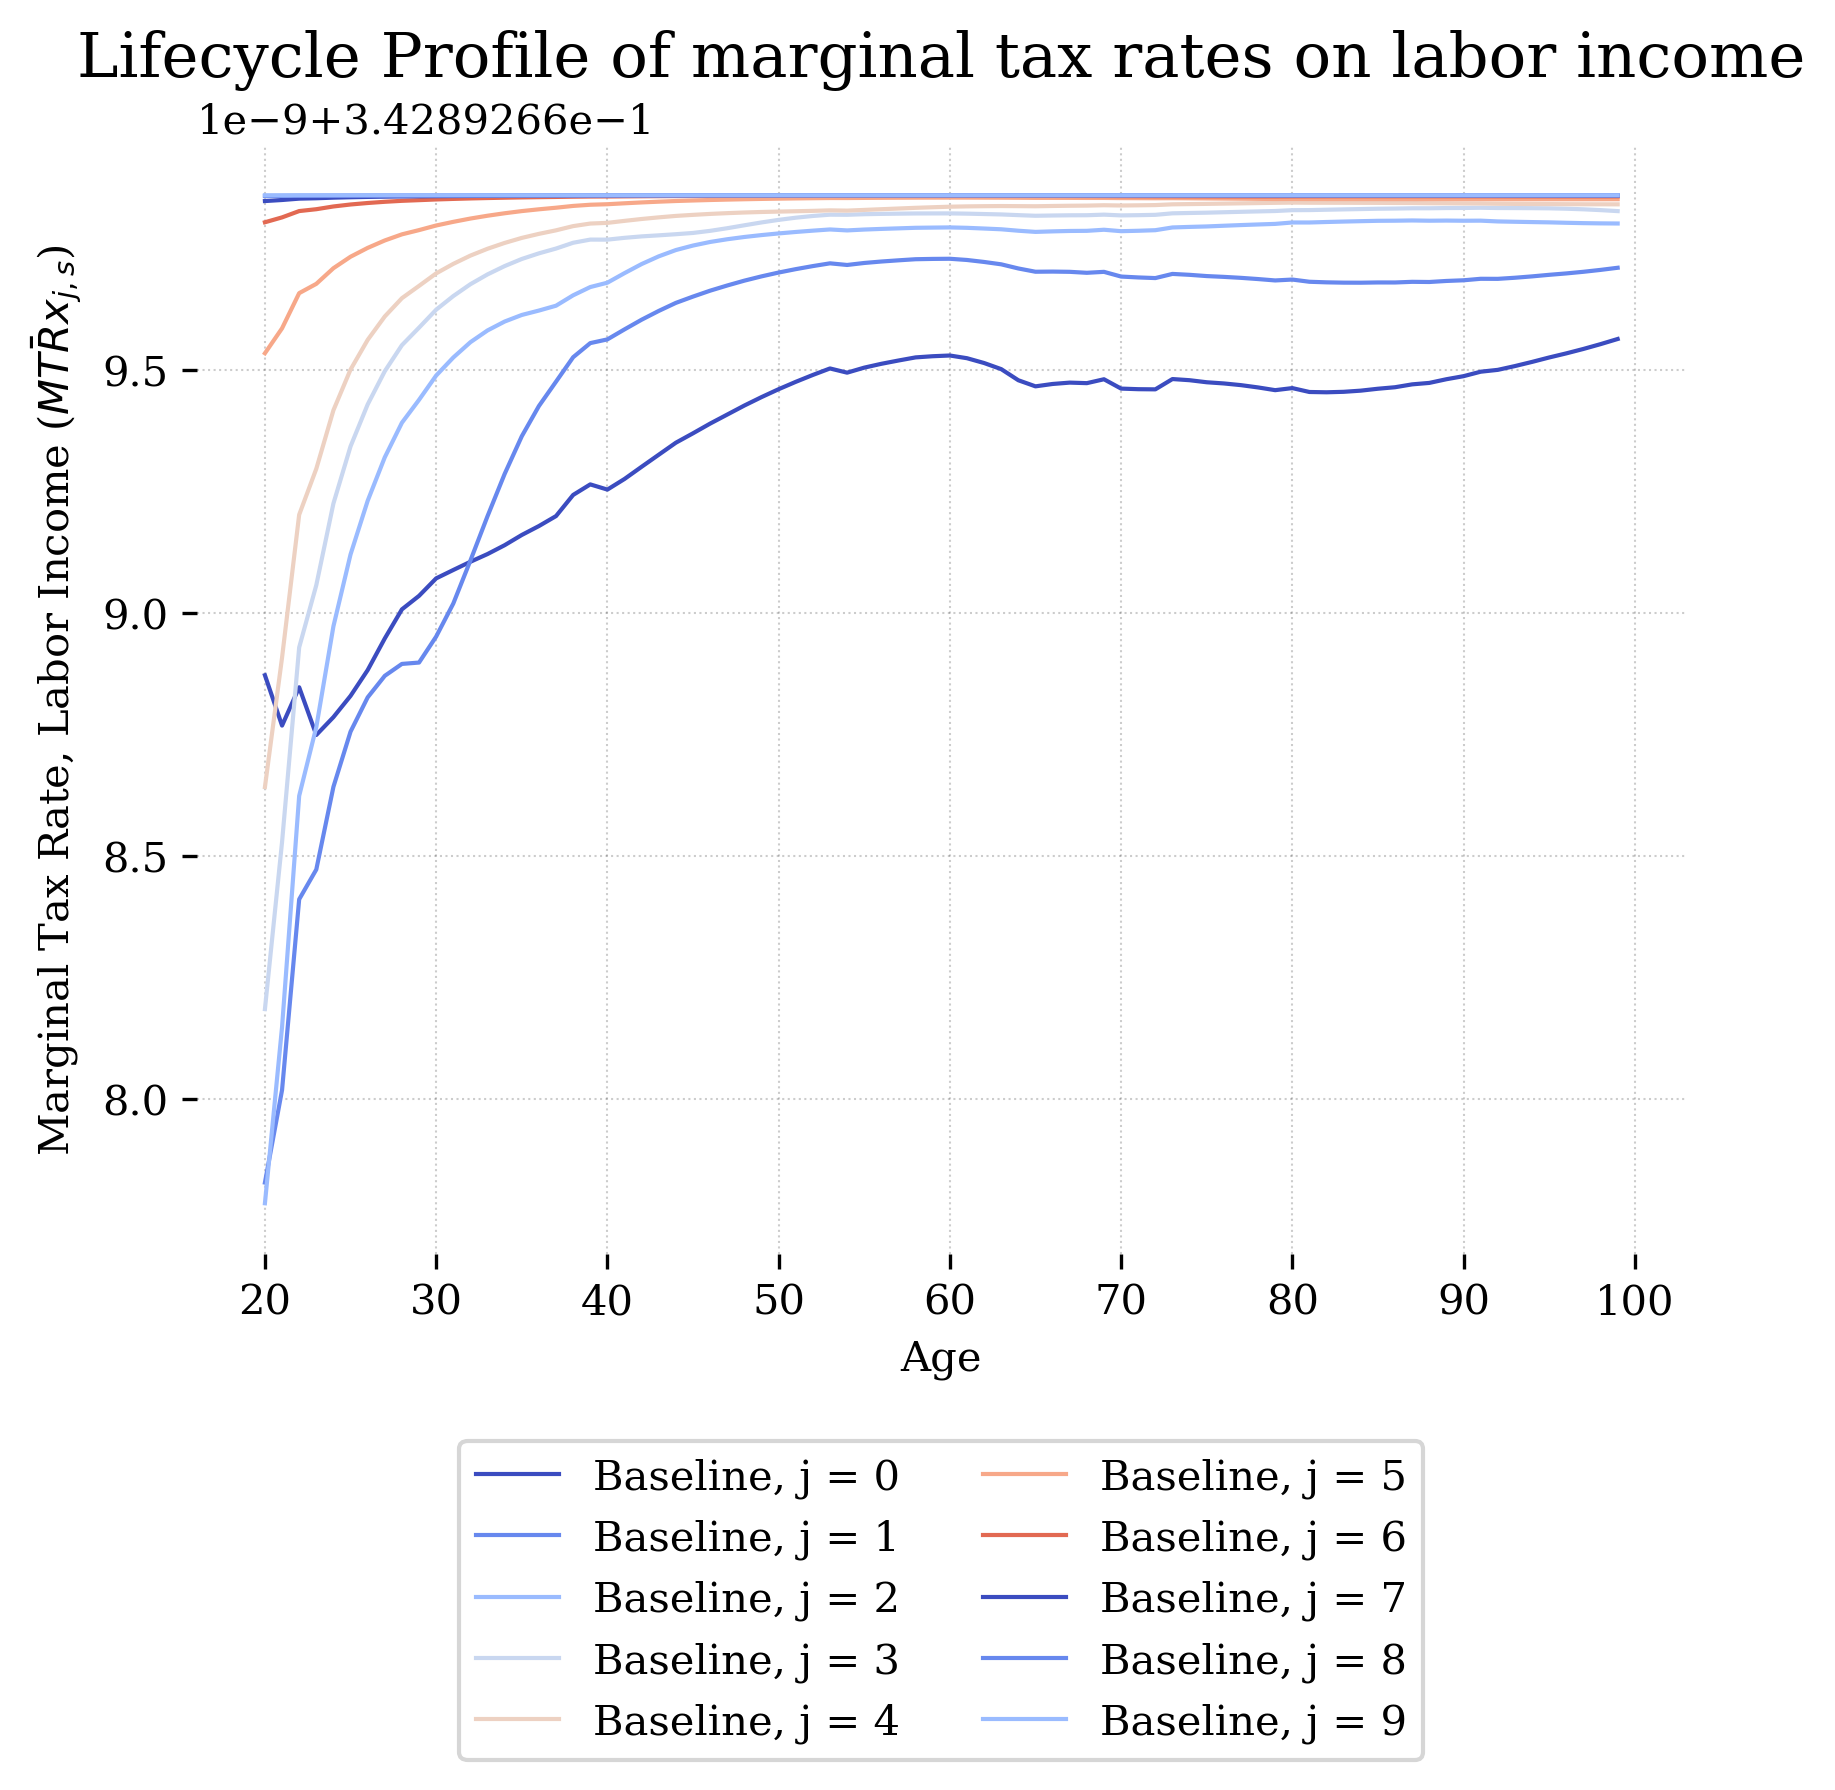 Lifecycle Profile of marginal tax rates on labor income
1e−9+3.4289266e−1
Marginal Tax Rate, Labor Income ($\bar{MTRx}_{j,s}$)
9.5
9.0
8.5
8.0
20 30 40 50 60 70 80 90 100
Age
Baseline, j = 0
Baseline, j = 1
Baseline, j = 2
Baseline, j = 3
Baseline, j = 4
Baseline, j = 5
Baseline, j = 6
Baseline, j = 7
Baseline, j = 8
Baseline, j = 9